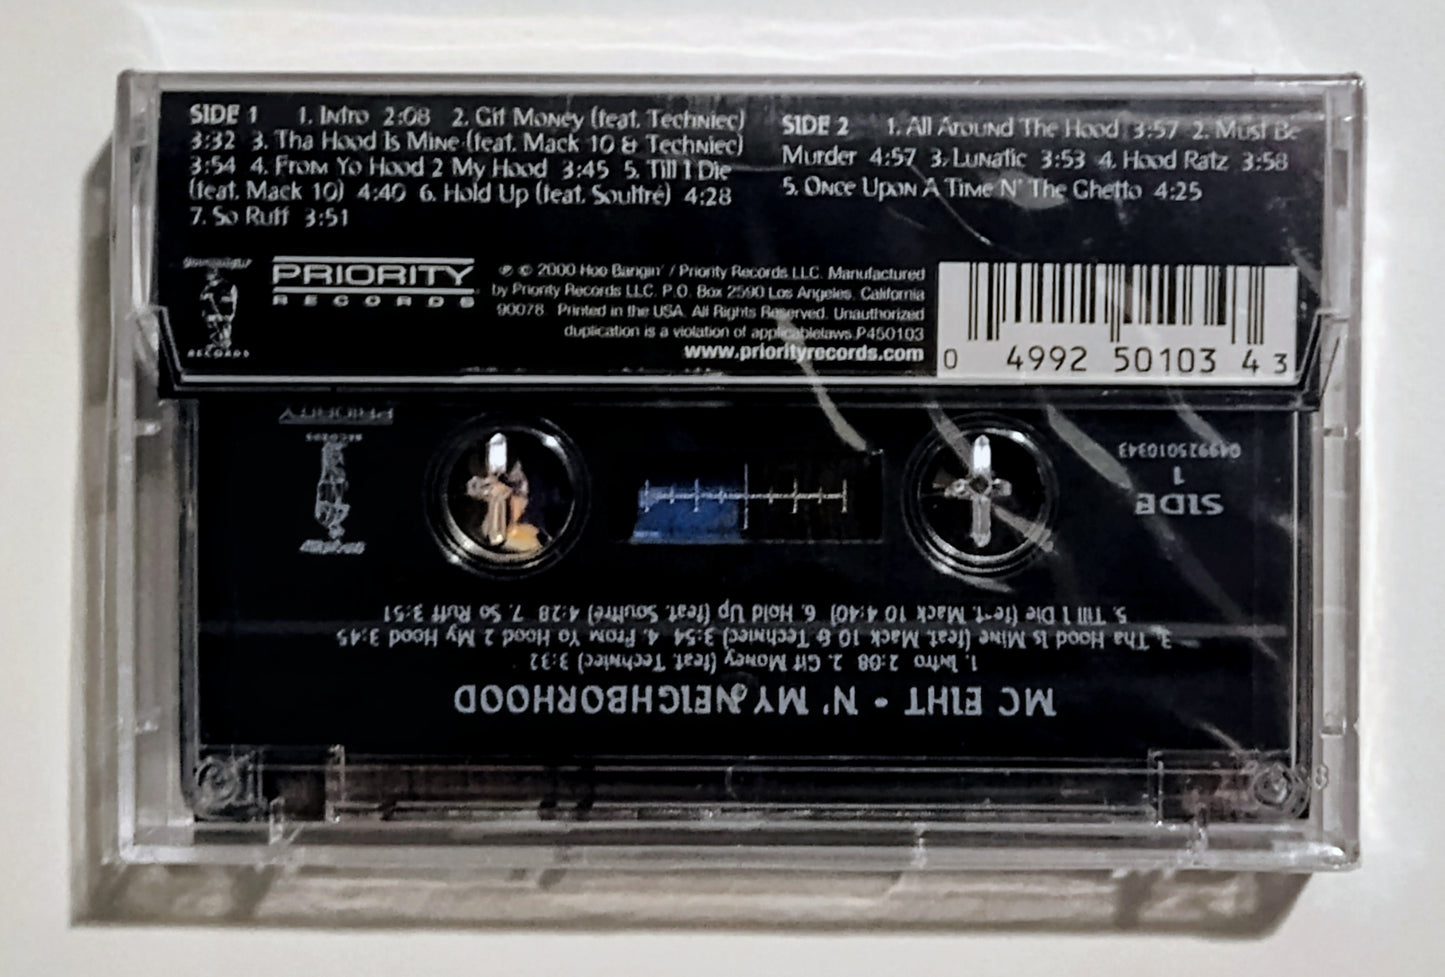 SIDE 1 1. Intro 2:08 2. Git Money (feat. Techniec)
3:32 3. Tha Hood Is Mine (feat. Mack 10 & Techniec)
3:54 4. From Yo Hood 2 My Hood 3:45 5. Till I Die
(feat. Mack 10) 4:40 6. Hold Up (feat. Soultré) 4:28
7. So Ruff 3:51
SIDE 2 1. All Around The Hood 3:57 2. Must Be
Murder 4:57 3. Lunatic 3:53 4. Hood Ratz 3:58
5. Once Upon A Time N' The Ghetto 4:25
RECORDS
PRIORITY
RECORDS
℗ © 2000 Hoo Bangin' / Priority Records LLC. Manufactured
by Priority Records LLC. P.O. Box 2590 Los Angeles, California
90078. Printed in the USA. All Rights Reserved. Unauthorized
duplication is a violation of applicablelaws.P450103
www.priorityrecords.com
0 4992 50103 4 3
MC EIHT • N' MY NEIGHBORHOOD
1. Intro 2:08 2. Git Money (feat. Techniec) 3:32
3. Tha Hood Is Mine (feat. Mack 10 & Techniec) 3:54 4. From Yo Hood 2 My Hood 3:45
5. Till I Die (feat. Mack 10 4:40) 6. Hold Up (feat. Soultré) 4:28 7. So Ruff 3:51
SIDE
1
049925010343
RECORDS
PRIORITY